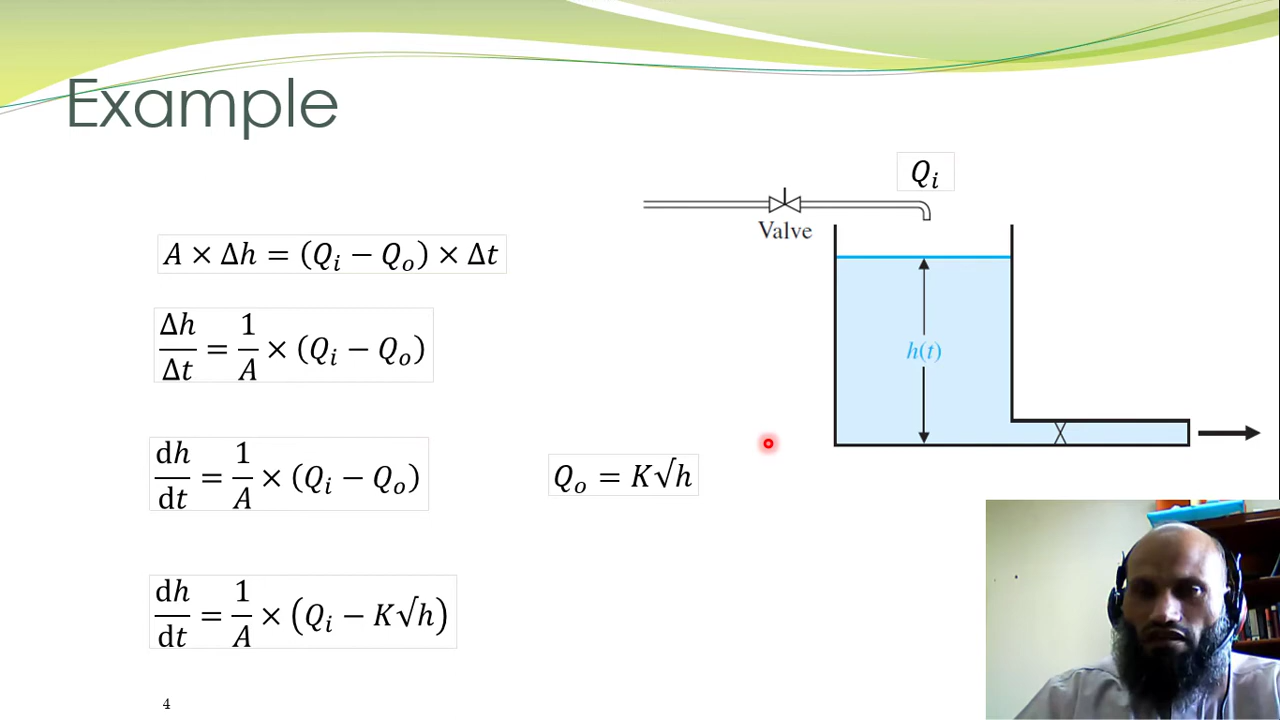 Example
A × Δh = (Qᵢ − Qₒ) × Δt
Δh/Δt = 1/A × (Qᵢ − Qₒ)
dh/dt = 1/A × (Qᵢ − Qₒ)
Qₒ = K√h
dh/dt = 1/A × (Qᵢ − K√h)
Qᵢ
Valve
h(t)
4